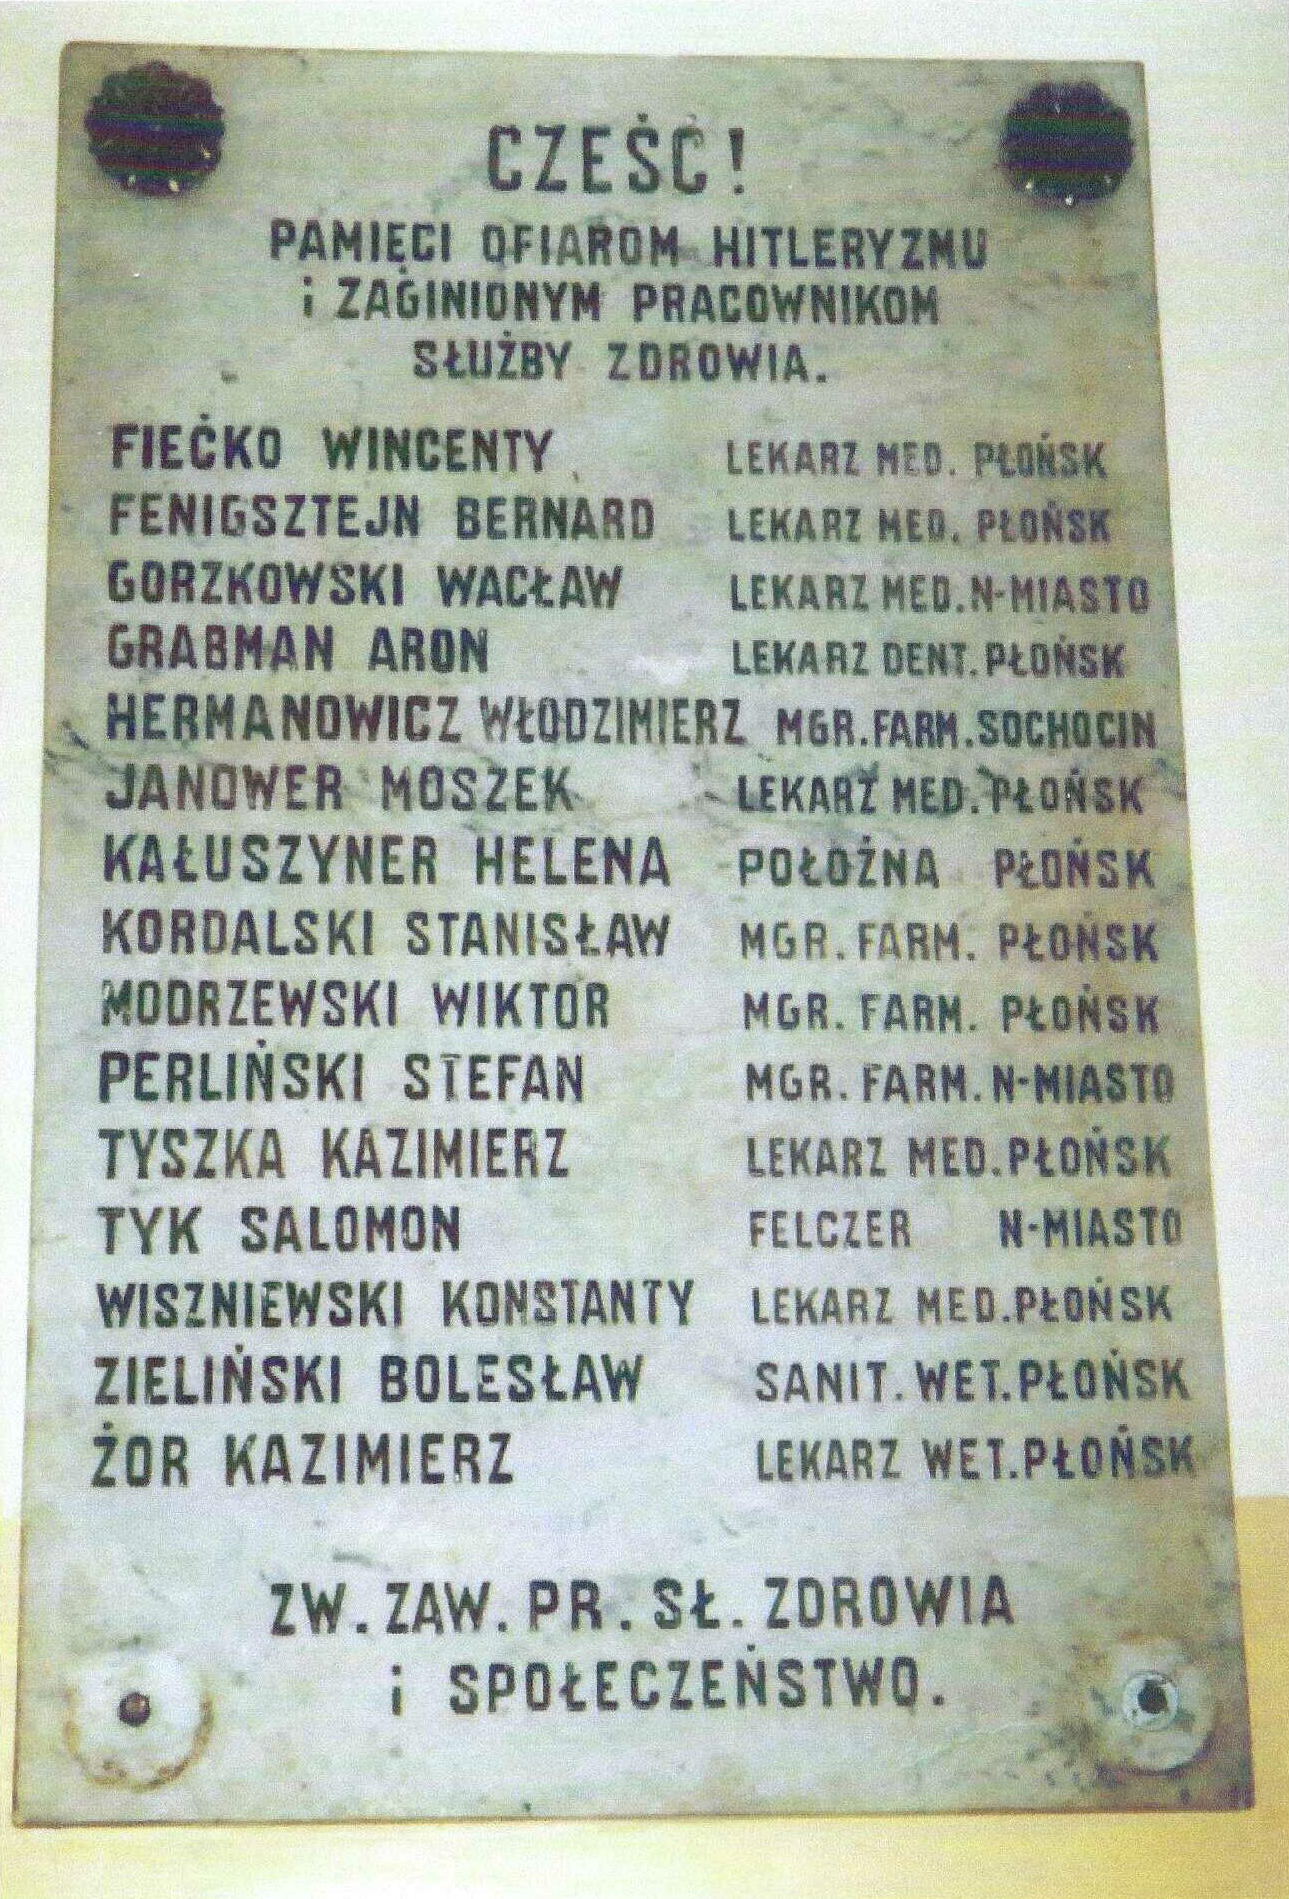 CZEŚĆ!
PAMIĘCI OFIAROM HITLERYZMU
i ZAGINIONYM PRACOWNIKOM
SŁUŻBY ZDROWIA.
FIEĆKO WINCENTY LEKARZ MED. PŁOŃSK
FENIGSZTEJN BERNARD LEKARZ MED. PŁOŃSK
GORZKOWSKI WACŁAW LEKARZ MED. N-MIASTO
GRABMAN ARON LEKARZ DENT. PŁOŃSK
HERMANOWICZ WŁODZIMIERZ MGR. FARM. SOCHOCIN
JANOWER MOSZEK LEKARZ MED. PŁOŃSK
KAŁUSZYNER HELENA POŁOŻNA PŁOŃSK
KORDALSKI STANISŁAW MGR. FARM. PŁOŃSK
MODRZEWSKI WIKTOR MGR. FARM. PŁOŃSK
PERLIŃSKI STEFAN MGR. FARM. N-MIASTO
TYSZKA KAZIMIERZ LEKARZ MED. PŁOŃSK
TYK SALOMON FELCZER N-MIASTO
WISZNIEWSKI KONSTANTY LEKARZ MED. PŁOŃSK
ZIELIŃSKI BOLESŁAW SANIT. WET. PŁOŃSK
ŻOR KAZIMIERZ LEKARZ WET. PŁOŃSK
ZW. ZAW. PR. SŁ. ZDROWIA
i SPOŁECZEŃSTWO.